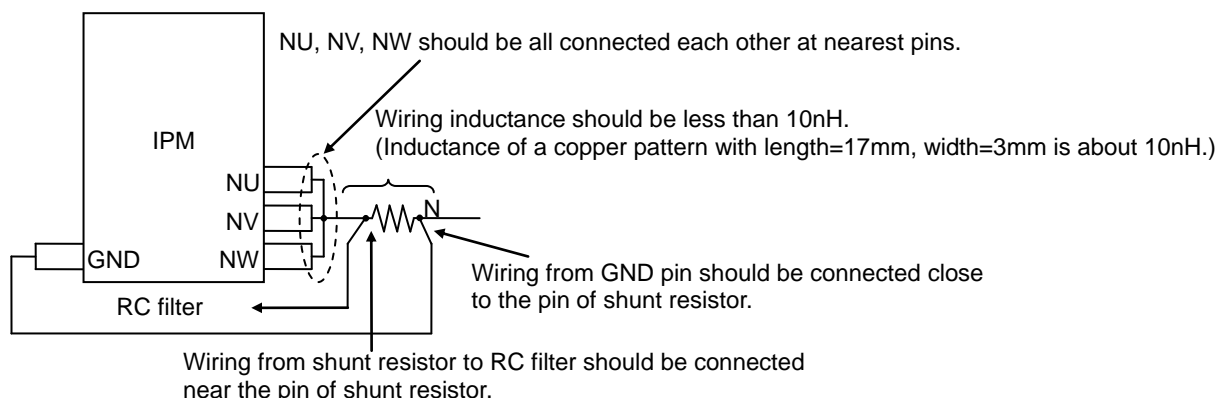 NU, NV, NW should be all connected each other at nearest pins.
Wiring inductance should be less than 10nH.
(Inductance of a copper pattern with length=17mm, width=3mm is about 10nH.)
IPM
NU
N
NV
GND
NW
Wiring from GND pin should be connected close
to the pin of shunt resistor.
RC filter
Wiring from shunt resistor to RC filter should be connected
near the pin of shunt resistor.